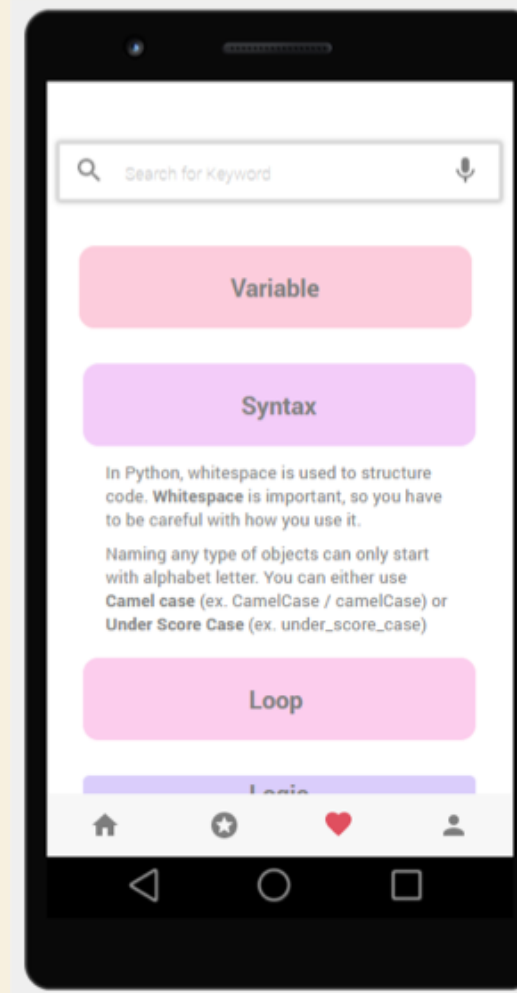 Search for Keyword
Variable
Syntax
In Python, whitespace is used to structure
code. Whitespace is important, so you have
to be careful with how you use it.
Naming any type of objects can only start
with alphabet letter. You can either use
Camel case (ex. CamelCase / camelCase) or
Under Score Case (ex. under_score_case)
Loop
Logic